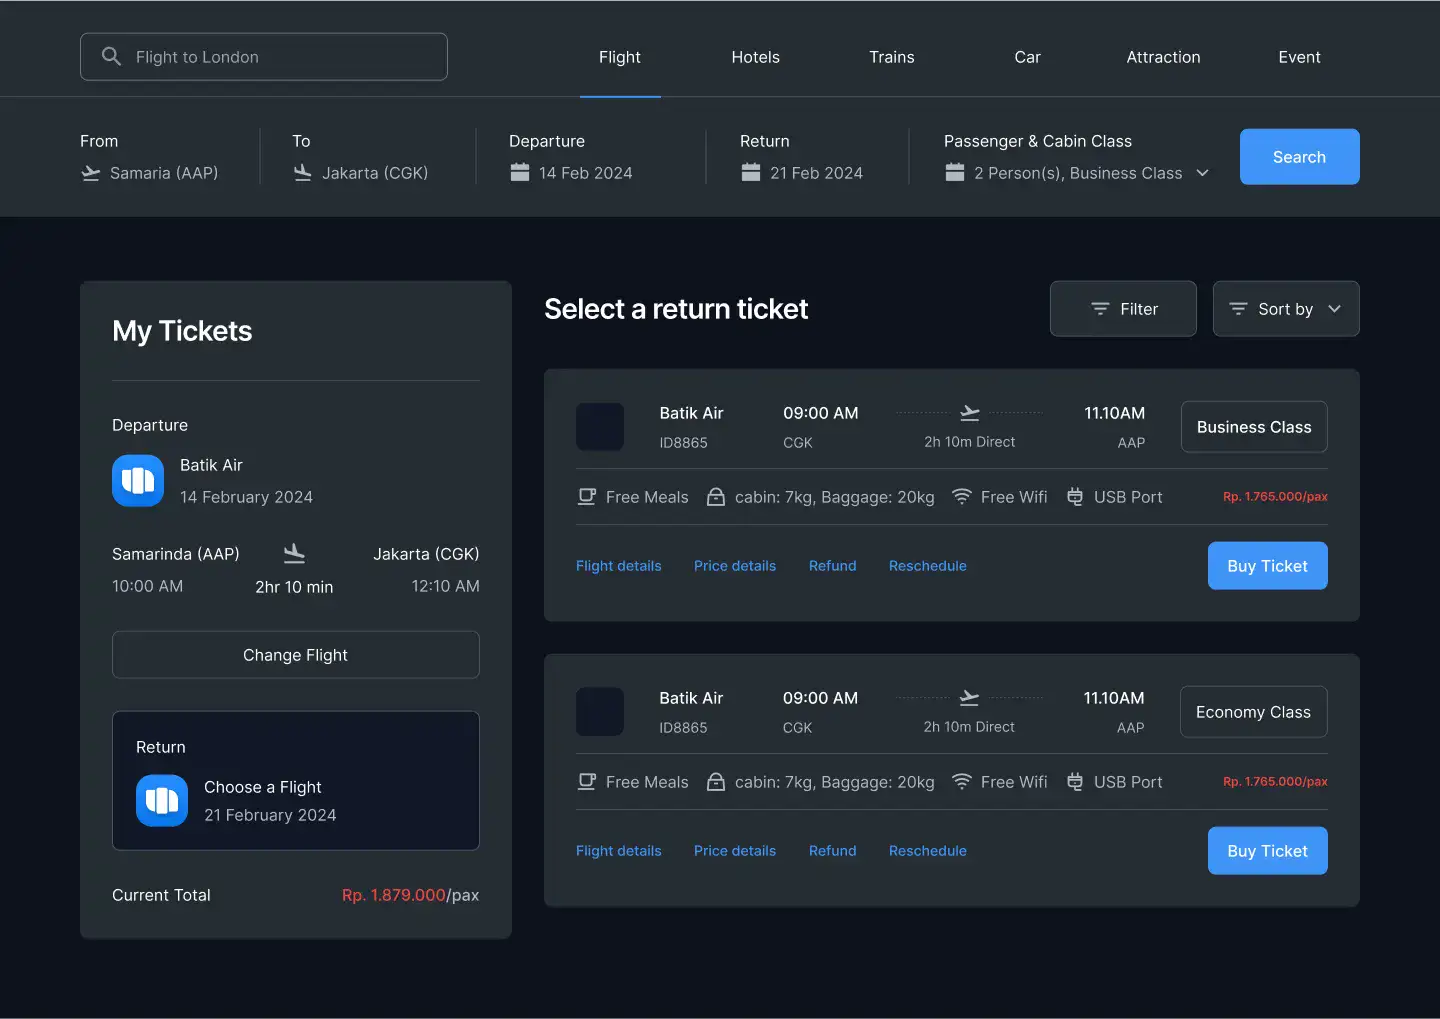 Flight to London
Flight
Hotels
Trains
Car
Attraction
Event
From
Samaria (AAP)
To
Jakarta (CGK)
Departure
14 Feb 2024
Return
21 Feb 2024
Passenger & Cabin Class
2 Person(s), Business Class
Search
My Tickets
Departure
Batik Air
14 February 2024
Samarinda (AAP)
Jakarta (CGK)
10:00 AM
2hr 10 min
12:10 AM
Change Flight
Return
Choose a Flight
21 February 2024
Current Total
Rp. 1.879.000/pax
Select a return ticket
Filter
Sort by
Batik Air
09:00 AM
11.10AM
Business Class
ID8865
CGK
2h 10m Direct
AAP
Free Meals
cabin: 7kg, Baggage: 20kg
Free Wifi
USB Port
Rp. 1.765.000/pax
Flight details
Price details
Refund
Reschedule
Buy Ticket
Batik Air
09:00 AM
11.10AM
Economy Class
ID8865
CGK
2h 10m Direct
AAP
Free Meals
cabin: 7kg, Baggage: 20kg
Free Wifi
USB Port
Rp. 1.765.000/pax
Flight details
Price details
Refund
Reschedule
Buy Ticket